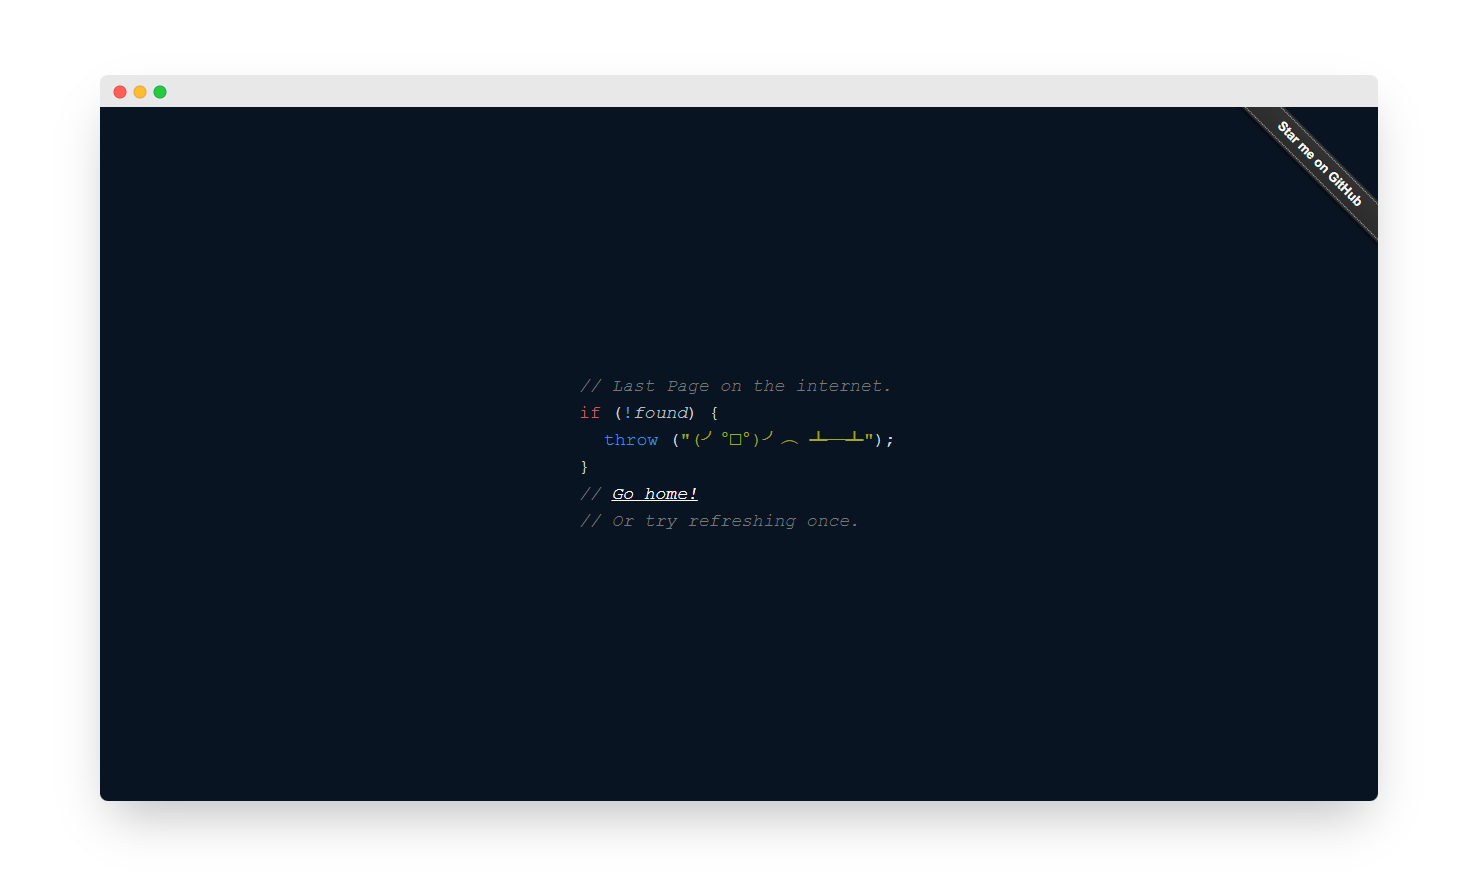 Star me on GitHub
// Last Page on the internet.
if (!found) {
throw ("(╯°□°)╯︵ ┻━┻");
}
// Go home!
// Or try refreshing once.